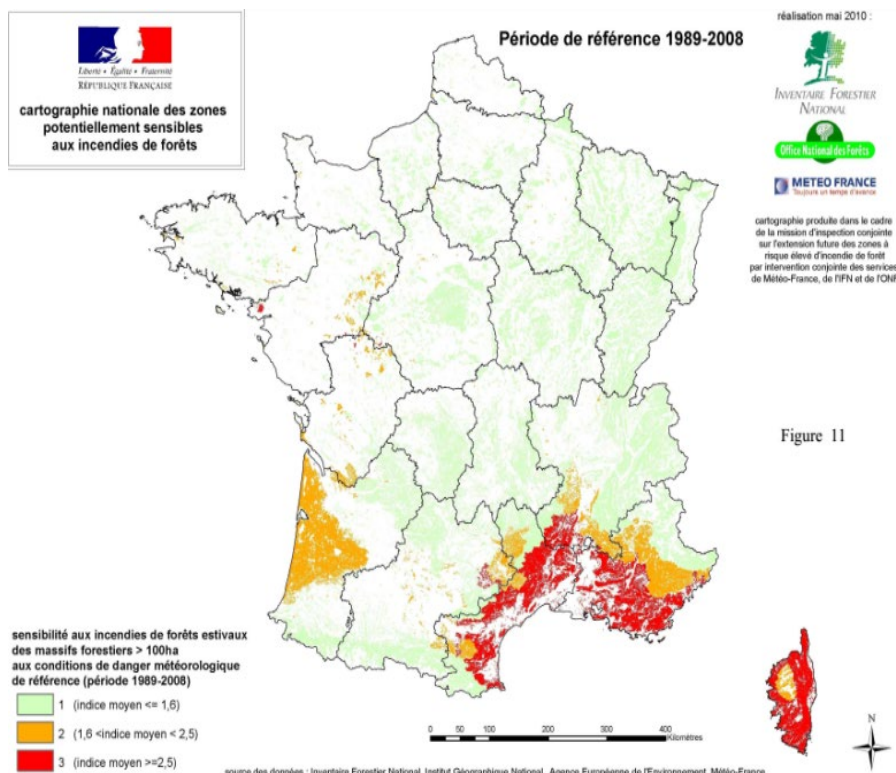 Liberté • Égalité • Fraternité
RÉPUBLIQUE FRANÇAISE
cartographie nationale des zones
potentiellement sensibles
aux incendies de forêts
Période de référence 1989-2008
réalisation mai 2010 :
INVENTAIRE FORESTIER
NATIONAL
Office National des Forêts
METEO FRANCE
Toujours un temps d'avance
cartographie produite dans le cadre
de la mission d'inspection conjointe
sur l'extension future des zones à
risque élevé d'incendie de forêt
par intervention conjointe des services
de Météo-France, de l'IFN et de l'ONF
Figure 11
sensibilité aux incendies de forêts estivaux
des massifs forestiers > 100ha
aux conditions de danger météorologique
de référence (période 1989-2008)
1 (indice moyen <= 1,6)
2 (1,6 <indice moyen < 2,5)
3 (indice moyen >=2,5)
0 50 100 200 300 400
Kilomètres
N
source des données : Inventaire Forestier National, Institut Géographique National, Agence Européenne de l'Environnement, Météo-France